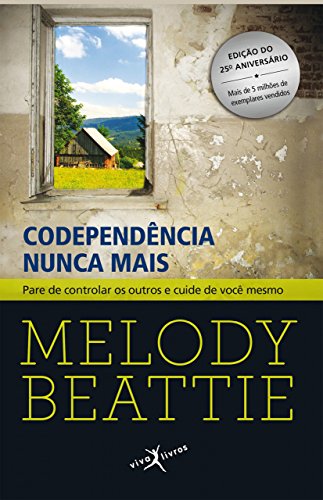 EDIÇÃO DO
25º ANIVERSÁRIO
Mais de 5 milhões de
exemplares vendidos
CODEPENDÊNCIA
NUNCA MAIS
Pare de controlar os outros e cuide de você mesmo
MELODY
BEATTIE
viva livros